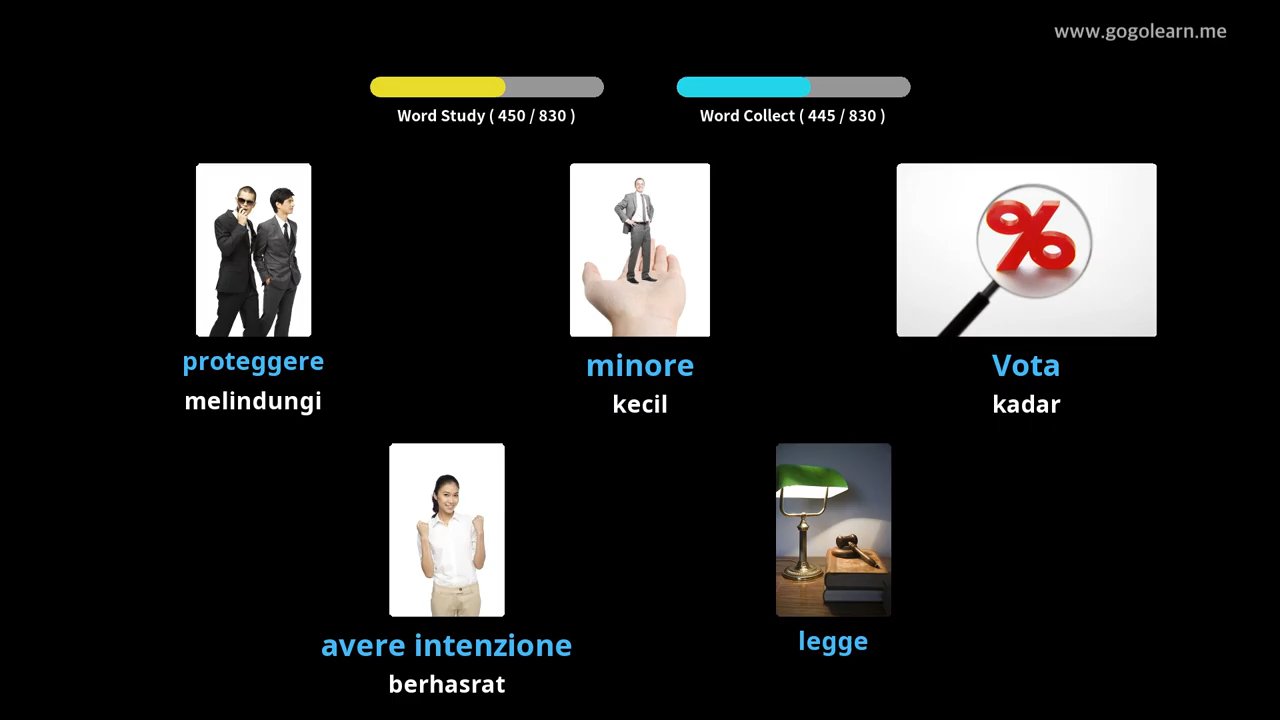 www.gogolearn.me
Word Study ( 450 / 830 )
Word Collect ( 445 / 830 )
proteggere
melindungi
minore
kecil
Vota
kadar
avere intenzione
berhasrat
legge